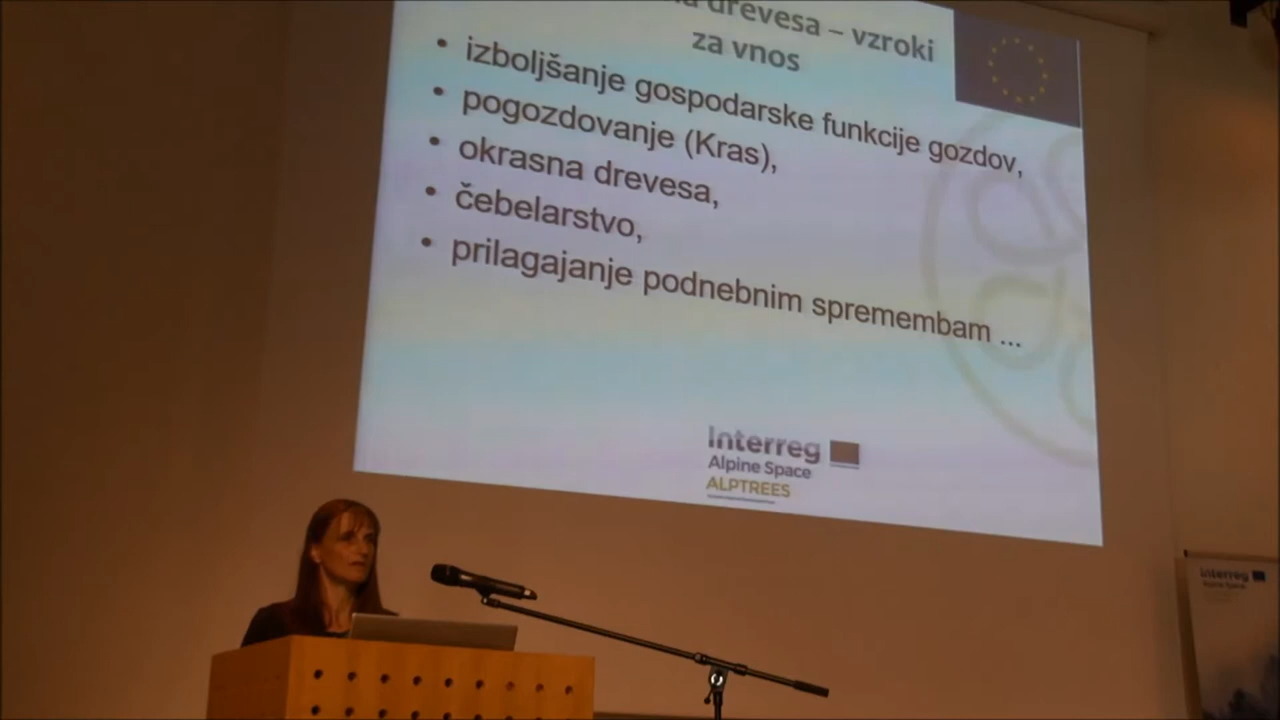 drevesa – vzroki
za vnos
• izboljšanje gospodarske funkcije gozdov,
• pogozdovanje (Kras),
• okrasna drevesa,
• čebelarstvo,
• prilagajanje podnebnim spremembam ...
Interreg
Alpine Space
ALPTREES
Interreg